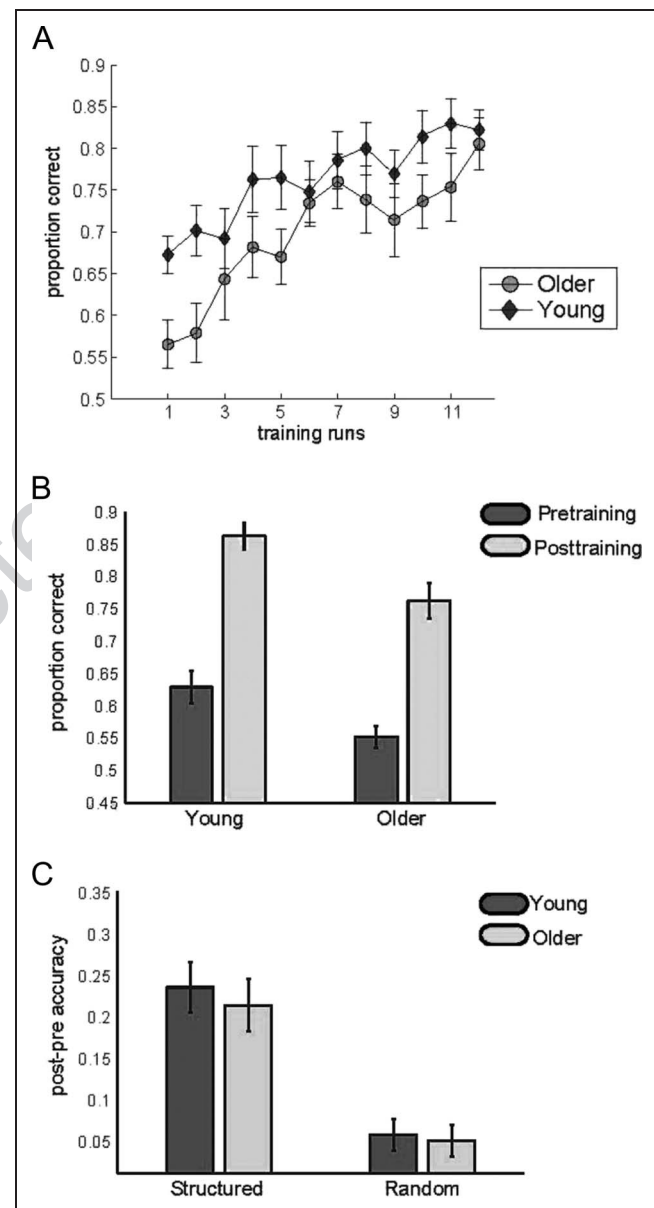 A
0.9
0.85
0.8
0.75
0.7
0.65
0.6
0.55
0.5
proportion correct
1 3 5 7 9 11
training runs
Older
Young
B
0.9
0.85
0.8
0.75
0.7
0.65
0.6
0.55
0.5
0.45
proportion correct
Young Older
Pretraining
Posttraining
C
0.35
0.3
0.25
0.2
0.15
0.1
0.05
post-pre accuracy
Structured Random
Young
Older